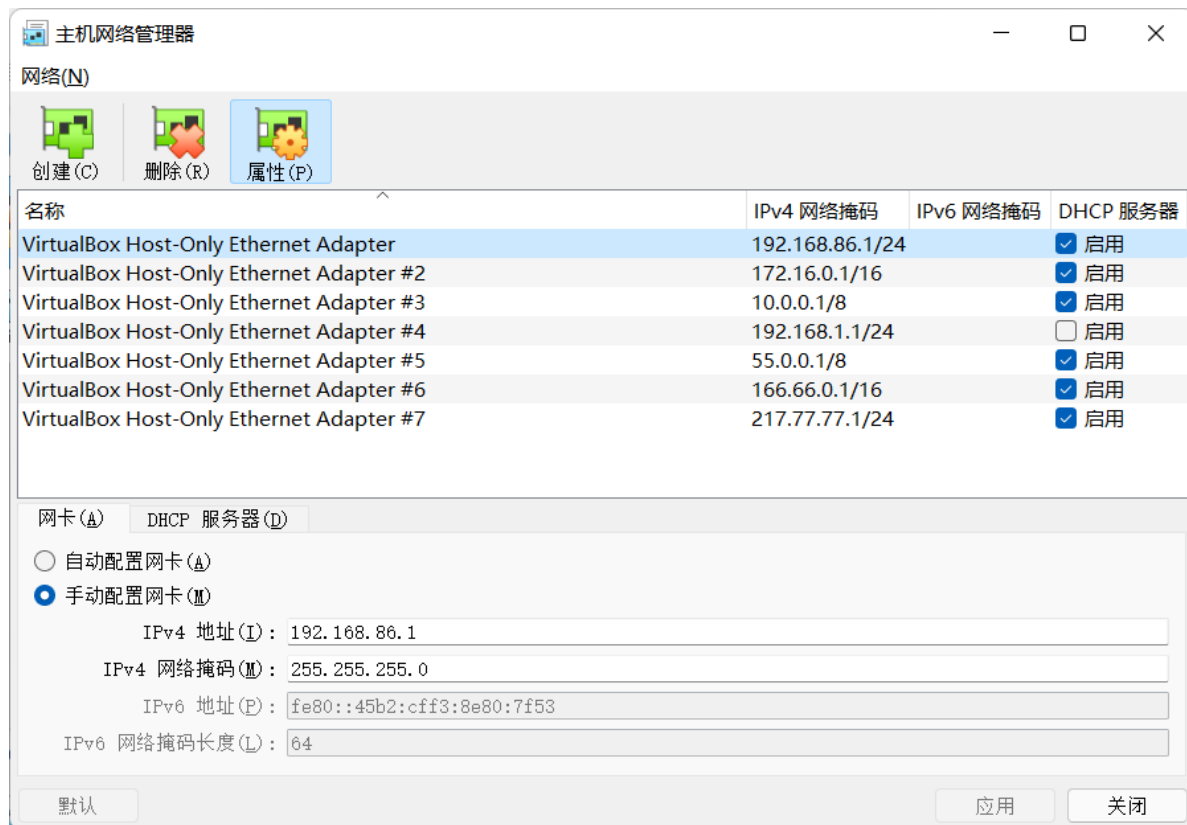 主机网络管理器
网络(N)
创建(C) 删除(R) 属性(P)
名称 IPv4 网络掩码 IPv6 网络掩码 DHCP 服务器
VirtualBox Host-Only Ethernet Adapter 192.168.86.1/24 启用
VirtualBox Host-Only Ethernet Adapter #2 172.16.0.1/16 启用
VirtualBox Host-Only Ethernet Adapter #3 10.0.0.1/8 启用
VirtualBox Host-Only Ethernet Adapter #4 192.168.1.1/24 启用
VirtualBox Host-Only Ethernet Adapter #5 55.0.0.1/8 启用
VirtualBox Host-Only Ethernet Adapter #6 166.66.0.1/16 启用
VirtualBox Host-Only Ethernet Adapter #7 217.77.77.1/24 启用
网卡(A) DHCP 服务器(D)
自动配置网卡(A)
手动配置网卡(M)
IPv4 地址(I): 192.168.86.1
IPv4 网络掩码(M): 255.255.255.0
IPv6 地址(P): fe80::45b2:cff3:8e80:7f53
IPv6 网络掩码长度(L): 64
默认 应用 关闭